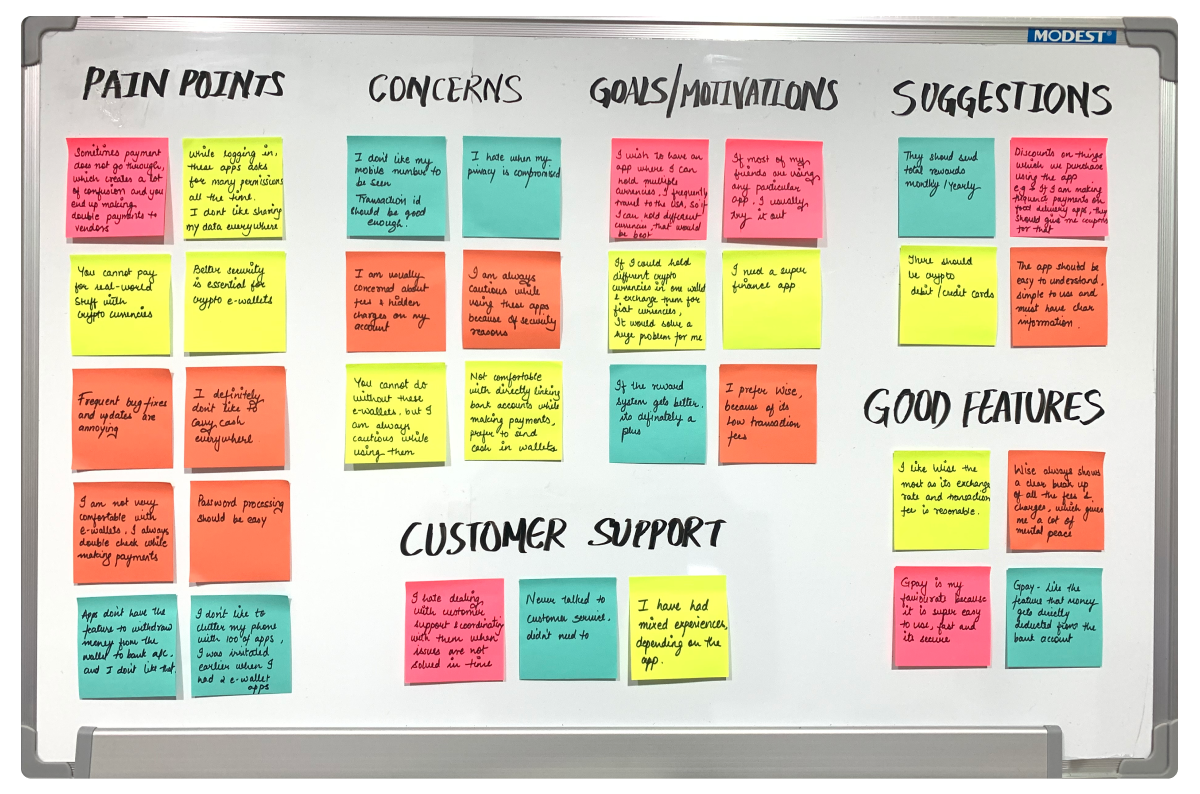 MODEST®
PAIN POINTS
Sometimes payment
does not go through,
which creates a lot
of confusion and you
end up making
double payments to
vendors
While logging in,
these apps asks
for many permissions
all the time.
I dont like sharing
my data everywhere
You cannot pay
for real-world
stuff with
crypto currencies
Better security
is essential for
crypto e-wallets
Frequent bug-fixes
and updates are
annoying
I definitely
don't like to
carry cash
everywhere
I am not very
comfortable with
e-wallets. I always
double check while
making payments
Password processing
should be easy
Apps don't have the
feature to withdraw
money from the
wallet to bank a/c.
and I don't like that.
I don't like to
clutter my phone
with 100 of apps,
I was irritated
earlier when I
had 2 e-wallet
apps
CONCERNS
I don't like my
mobile number to
be seen
Transaction id
should be good
enough.
I hate when my
privacy is compromised
I am usually
concerned about
fees & hidden
charges on my
account
I am always
cautious while
using these apps
because of security
reasons
You cannot do
without these
e-wallets. but I
am always
cautious while
using them
Not comfortable
with directly linking
bank accounts while
making payments,
prefer to send
cash in wallets
GOALS/MOTIVATIONS
I wish to have an
app where I can
hold multiple
currencies. I frequently
travel to the USA, so if
I can hold different
currencies, that would
be best
If most of my
friends are using
any particular
app. I usually
try it out
If I could hold
different crypto
currencies in one wallet
& exchange them for
fiat currencies,
It would solve a
huge problem for me
I need a super
finance app
If the reward
system gets better.
its definately a
plus
I prefer Wise,
because of its
low transaction
fees
SUGGESTIONS
They should send
total rewards
monthly/yearly
Discounts on things
which we purchase
using the app
e.g if I am making
frequent payments on
food delivery apps, they
should give me coupons
for that
There should
be crypto
debit/credit cards
The app should be
easy to understand,
simple to use and
must have clear
information.
GOOD FEATURES
I like Wise the
most as its exchange
rate and transaction
fee is resonable.
Wise always shows
a clear break up
of all the fees &
charges, which gives
me a lot of
mental peace
Gpay is my
favourate because
it is super easy
to use, fast and
its secure
Gpay - Like the
feature that money
gets directly
deducted from the
bank account
CUSTOMER SUPPORT
I hate dealing
with customer
support & coordinating
with them when
issues are not
solved in time
Never talked to
customer service.
didn't need to
I have had
mixed experiences,
depending on the
app.